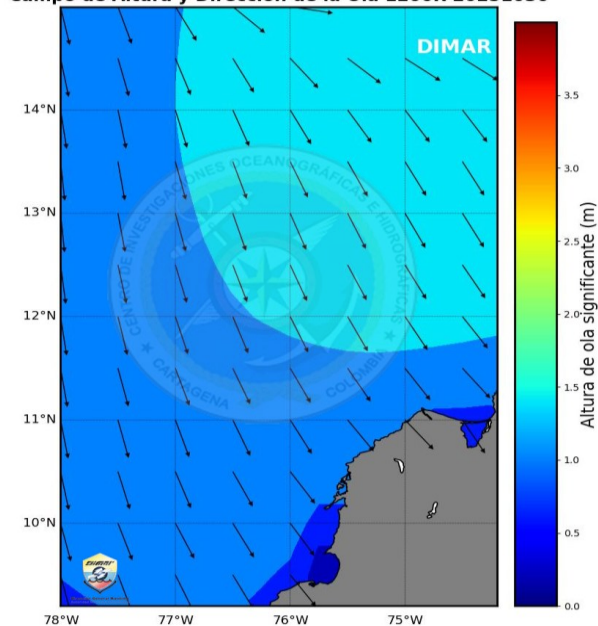 DIMAR
14°N
13°N
12°N
11°N
10°N
78°W
77°W
76°W
75°W
3.5
3.0
2.5
2.0
1.5
1.0
0.5
0.0
Altura de ola significante (m)
CENTRO DE INVESTIGACIONES OCEANOGRÁFICAS E HIDROGRÁFICAS
CARTAGENA
COLOMBIA